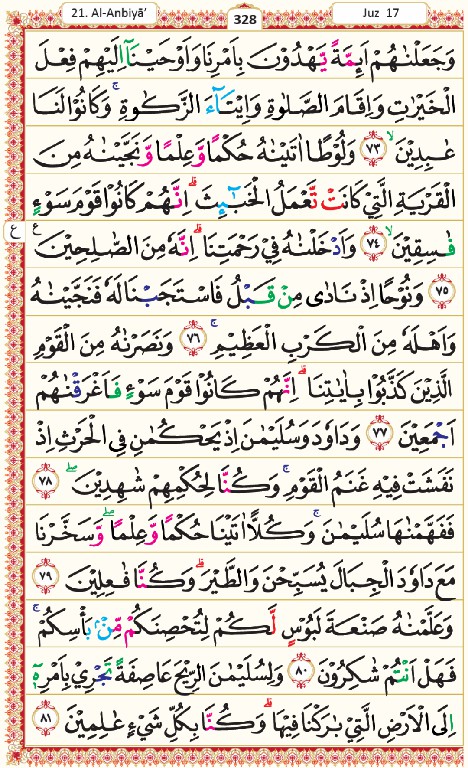 21. Al-Anbiyā’ 328 Juz 17
وَجَعَلْنٰهُمْ اَئِمَّةً يَّهْدُوْنَ بِاَمْرِنَا وَاَوْحَيْنَاۤ اِلَيْهِمْ فِعْلَ
الْخَيْرٰتِ وَاِقَامَ الصَّلٰوةِ وَاِيْتَاۤءَ الزَّكٰوةِۚ وَكَانُوْا لَنَا
عٰبِدِيْنَۙ ۝٧٣ وَلُوْطًا اٰتَيْنٰهُ حُكْمًا وَّعِلْمًا وَّنَجَّيْنٰهُ مِنَ
الْقَرْيَةِ الَّتِيْ كَانَتْ تَّعْمَلُ الْخَبٰۤىِٕثَۗ اِنَّهُمْ كَانُوْا قَوْمَ سَوْءٍ
فٰسِقِيْنَۙ ۝٧٤ وَاَدْخَلْنٰهُ فِيْ رَحْمَتِنَاۗ اِنَّهٗ مِنَ الصّٰلِحِيْنَ ࣖ
ع
۝٧٥ وَنُوْحًا اِذْ نَادٰى مِنْ قَبْلُ فَاسْتَجَبْنَا لَهٗ فَنَجَّيْنٰهُ
وَاَهْلَهٗ مِنَ الْكَرْبِ الْعَظِيْمِۚ ۝٧٦ وَنَصَرْنٰهُ مِنَ الْقَوْمِ
الَّذِيْنَ كَذَّبُوْا بِاٰيٰتِنَاۗ اِنَّهُمْ كَانُوْا قَوْمَ سَوْءٍ فَاَغْرَقْنٰهُمْ
اَجْمَعِيْنَ ۝٧٧ وَدَاوٗدَ وَسُلَيْمٰنَ اِذْ يَحْكُمٰنِ فِى الْحَرْثِ اِذْ
نَفَشَتْ فِيْهِ غَنَمُ الْقَوْمِۚ وَكُنَّا لِحُكْمِهِمْ شٰهِدِيْنَۖ ۝٧٨
فَفَهَّمْنٰهَا سُلَيْمٰنَۚ وَكُلًّا اٰتَيْنَا حُكْمًا وَّعِلْمًاۖ وَّسَخَّرْنَا
مَعَ دَاوٗدَ الْجِبَالَ يُسَبِّحْنَ وَالطَّيْرَۗ وَكُنَّا فٰعِلِيْنَ ۝٧٩
وَعَلَّمْنٰهُ صَنْعَةَ لَبُوْسٍ لَّكُمْ لِتُحْصِنَكُمْ مِّنْۢ بَأْسِكُمْۚ
فَهَلْ اَنْتُمْ شٰكِرُوْنَ ۝٨٠ وَلِسُلَيْمٰنَ الرِّيْحَ عَاصِفَةً تَجْرِيْ بِاَمْرِهٖٓ
اِلَى الْاَرْضِ الَّتِيْ بٰرَكْنَا فِيْهَاۗ وَكُنَّا بِكُلِّ شَيْءٍ عٰلِمِيْنَ ۝٨١